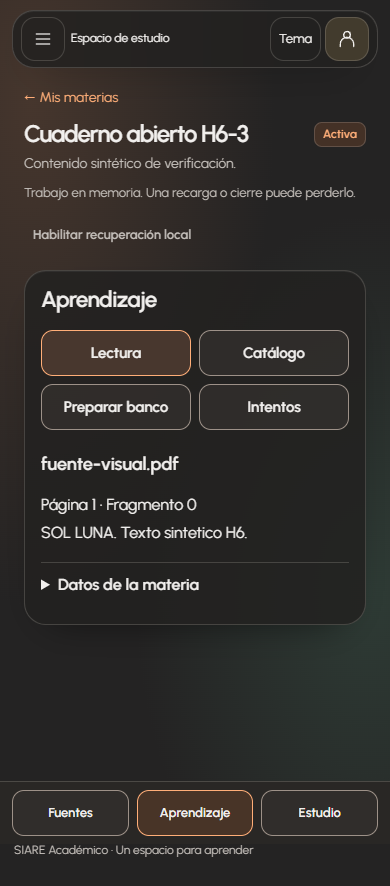 Espacio de estudio
Tema
← Mis materias
Cuaderno abierto H6-3
Activa
Contenido sintético de verificación.
Trabajo en memoria. Una recarga o cierre puede perderlo.
Habilitar recuperación local
Aprendizaje
Lectura
Catálogo
Preparar banco
Intentos
fuente-visual.pdf
Página 1 · Fragmento 0
SOL LUNA. Texto sintetico H6.
▶ Datos de la materia
Fuentes
Aprendizaje
Estudio
SIARE Académico · Un espacio para aprender